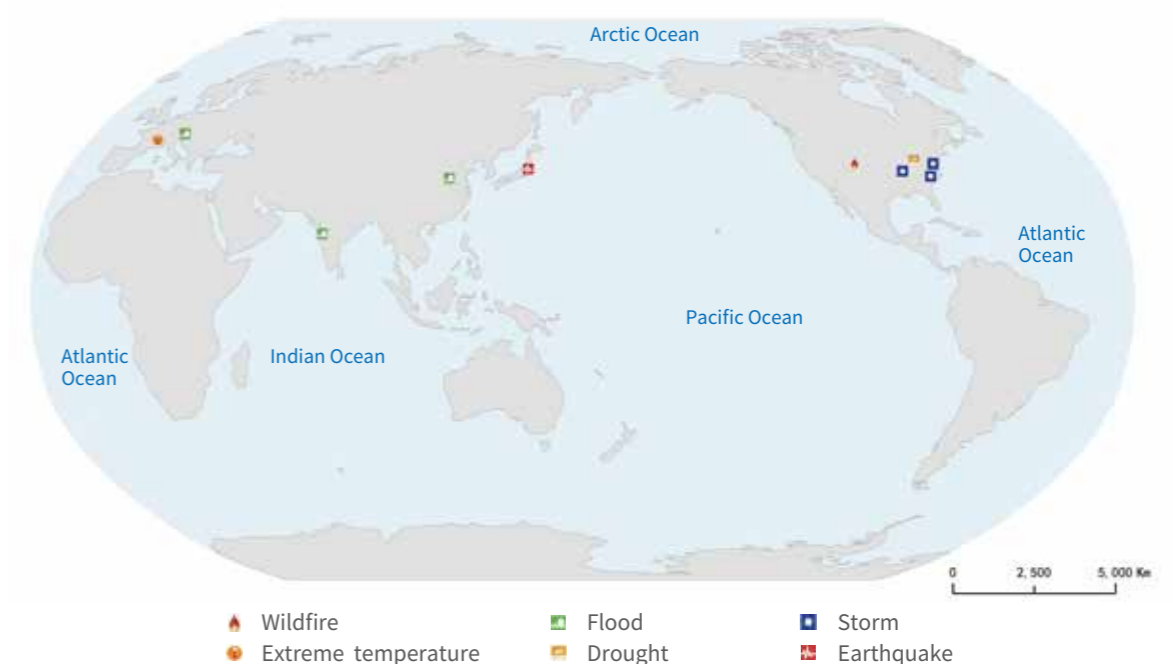 Arctic Ocean
Atlantic
Ocean
Pacific Ocean
Atlantic
Ocean
Indian Ocean
0 2,500 5,000 Km
Wildfire Flood Storm
Extreme temperature Drought Earthquake